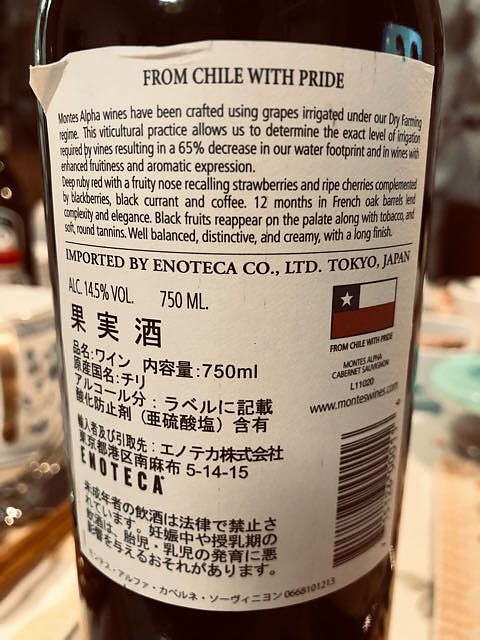 FROM CHILE WITH PRIDE
Montes Alpha wines have been crafted using grapes irrigated under our Dry Farming
regime. This viticultural practice allows us to determine the exact level of irrigation
required by vines resulting in a 65% decrease in our water footprint and in wines with
enhanced fruitiness and aromatic expression.
Deep ruby red with a fruity nose recalling strawberries and ripe cherries complemented
by blackberries, black currant and coffee. 12 months in French oak barrels lend
complexity and elegance. Black fruits reappear on the palate along with tobacco, and
soft, round tannins. Well balanced, distinctive, and creamy, with a long finish.
IMPORTED BY ENOTECA CO., LTD. TOKYO, JAPAN
ALC. 14.5% VOL. 750 ML.
果実酒
品名:ワイン 内容量:750ml
原産国名:チリ
アルコール分:ラベルに記載
酸化防止剤(亜硫酸塩)含有
輸入者及び引取先:エノテカ株式会社
東京都港区南麻布 5-14-15
ENOTECA
未成年者の飲酒は法律で禁止さ
れています。妊娠中や授乳期の
飲酒は、胎児・乳児の発育に悪
影響を与えるおそれがあります。
モンテス・アルファ・カベルネ・ソーヴィニヨン 0668101213
FROM CHILE WITH PRIDE
MONTES ALPHA
CABERNET SAUVIGNON
L11020
www.monteswines.com